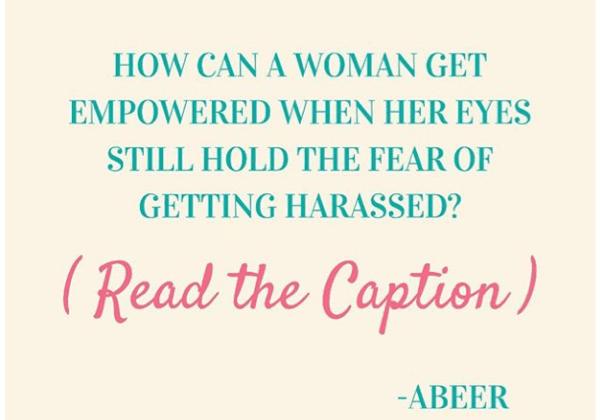 HOW CAN A WOMAN GET
EMPOWERED WHEN HER EYES
STILL HOLD THE FEAR OF
GETTING HARASSED?
( Read the Caption )
-ABEER